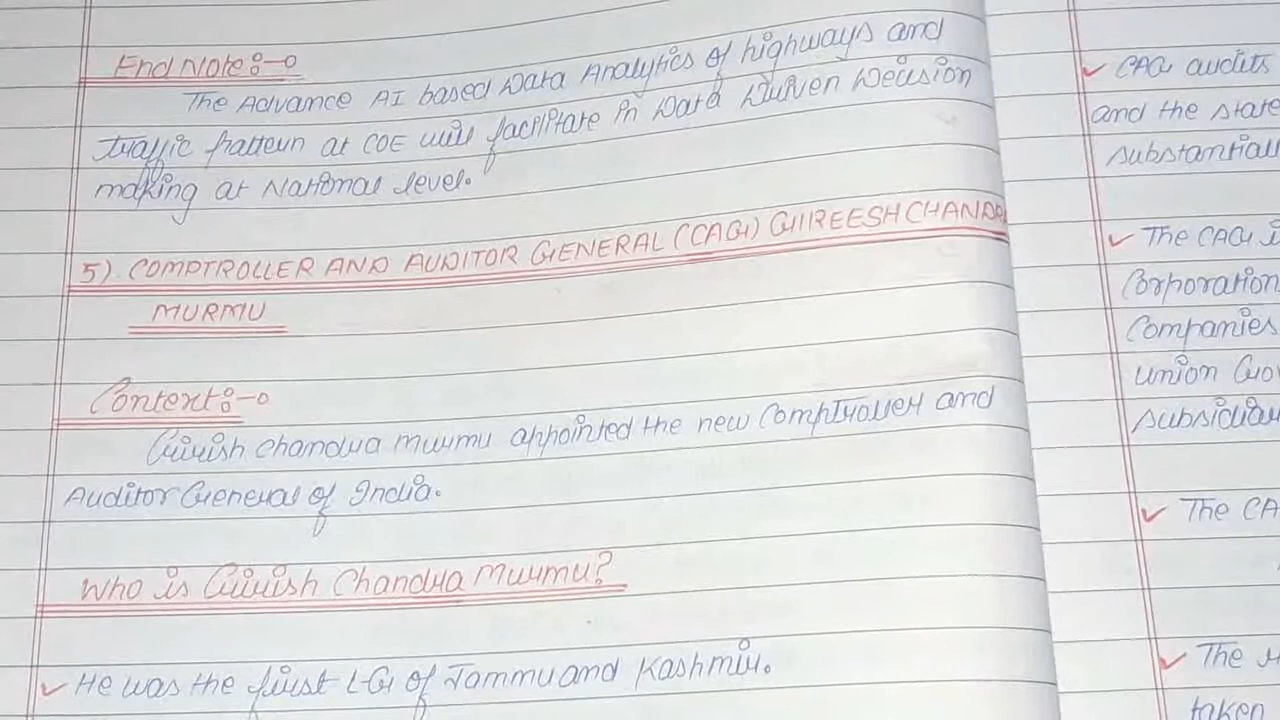 End Note:-
The Advance AI based Data Analytics of highways and
traffic pattern at COE will facilitate in Data Driven Decision
making at National level.
5). COMPTROLLER AND AUDITOR GENERAL (CAG) GIREESH CHANDRA
MURMU
Context:-
Girish Chandra Murmu appointed the new Comptroller and
Auditor General of India.
Who is Girish Chandra Murmu?
✓ He was the first LG of Jammu and Kashmir.
✓ CAG audits
and the state
substantial
✓ The CAG i
Corporation
Companies
Union Gov
subsidiar
✓ The CA
✓ The
taken